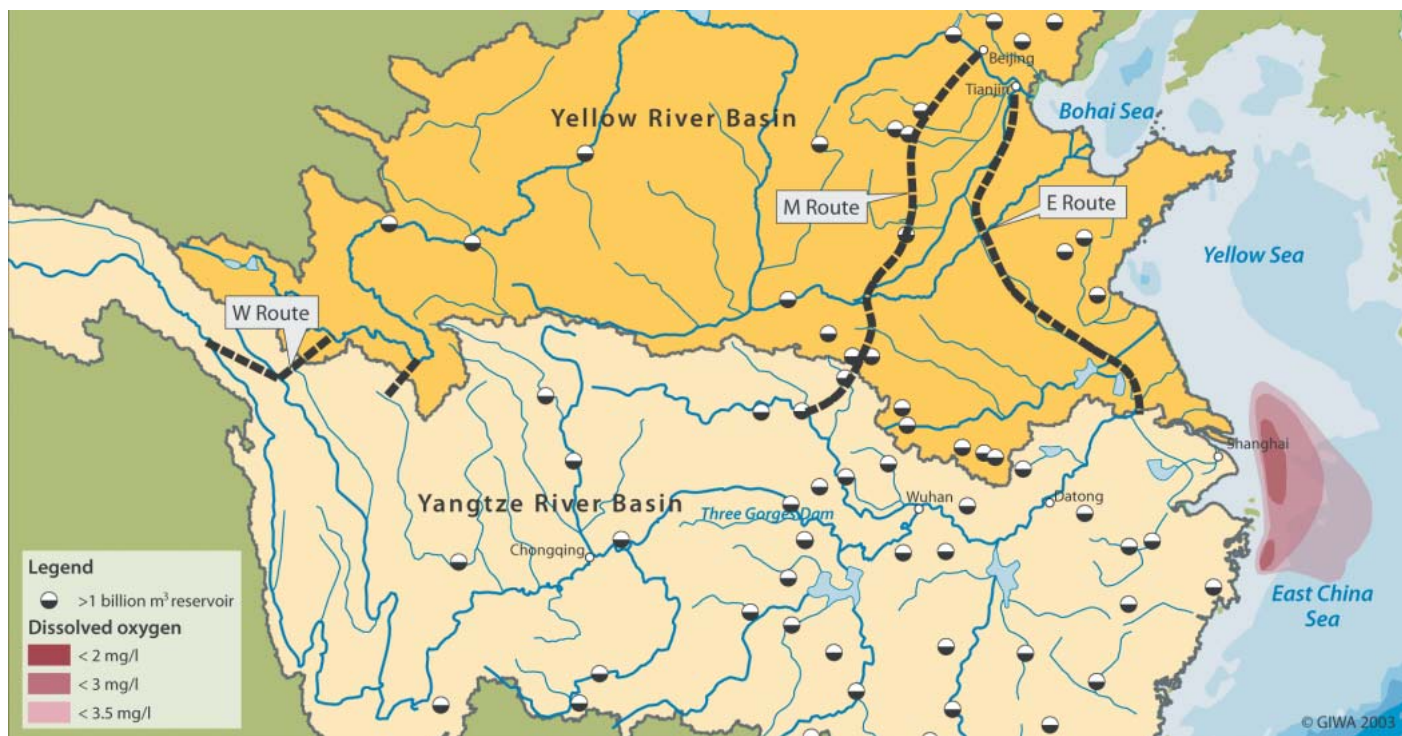 Beijing
Tianjin
Bohai Sea
Yellow River Basin
M Route
E Route
Yellow Sea
W Route
Shanghai
Yangtze River Basin
Three Gorges Dam
Wuhan
Datong
Chongqing
East China
Sea
Legend
>1 billion m³ reservoir
Dissolved oxygen
< 2 mg/l
< 3 mg/l
< 3.5 mg/l
© GIWA 2003